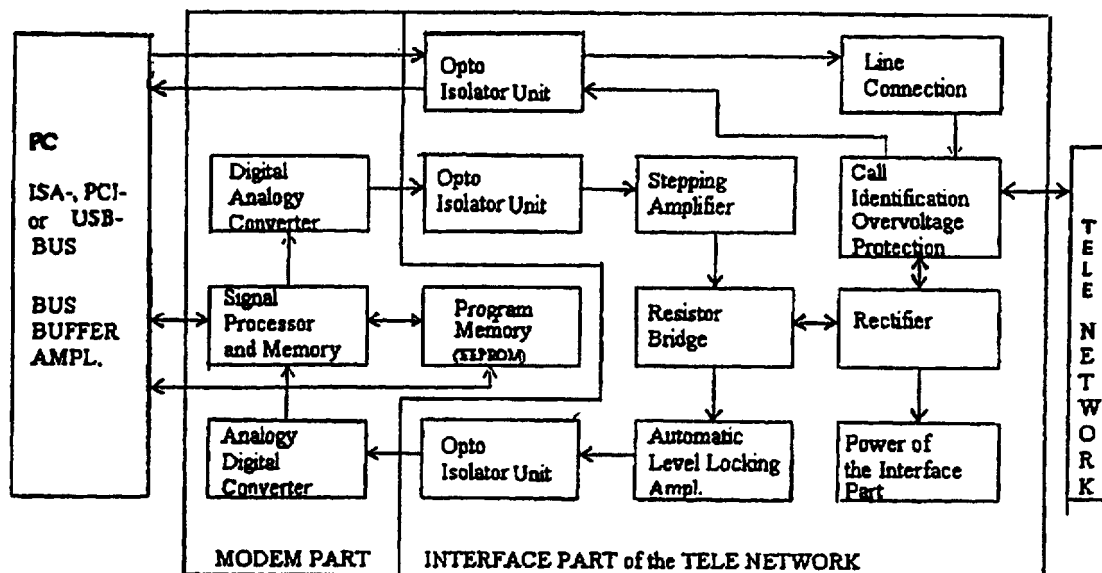 PC
ISA-, PCI-
or USB-
BUS
BUS
BUFFER
AMPL.
Opto
Isolator Unit
Line
Connection
Digital
Analogy
Converter
Opto
Isolator Unit
Stepping
Amplifier
Call
Identification
Overvoltage
Protection
Signal
Processor
and Memory
Program
Memory
(EEPROM)
Resistor
Bridge
Rectifier
Analogy
Digital
Converter
Opto
Isolator Unit
Automatic
Level Locking
Ampl.
Power of
the Interface
Part
TELE NETWORK
MODEM PART
INTERFACE PART of the TELE NETWORK